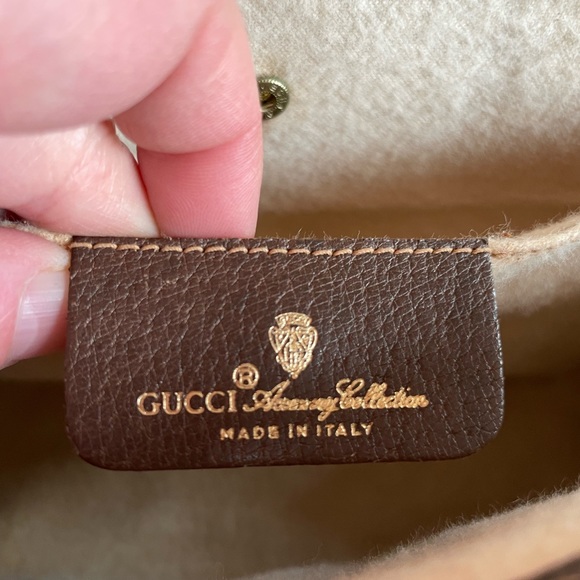 GUCCI ® Accessory Collection
MADE IN ITALY